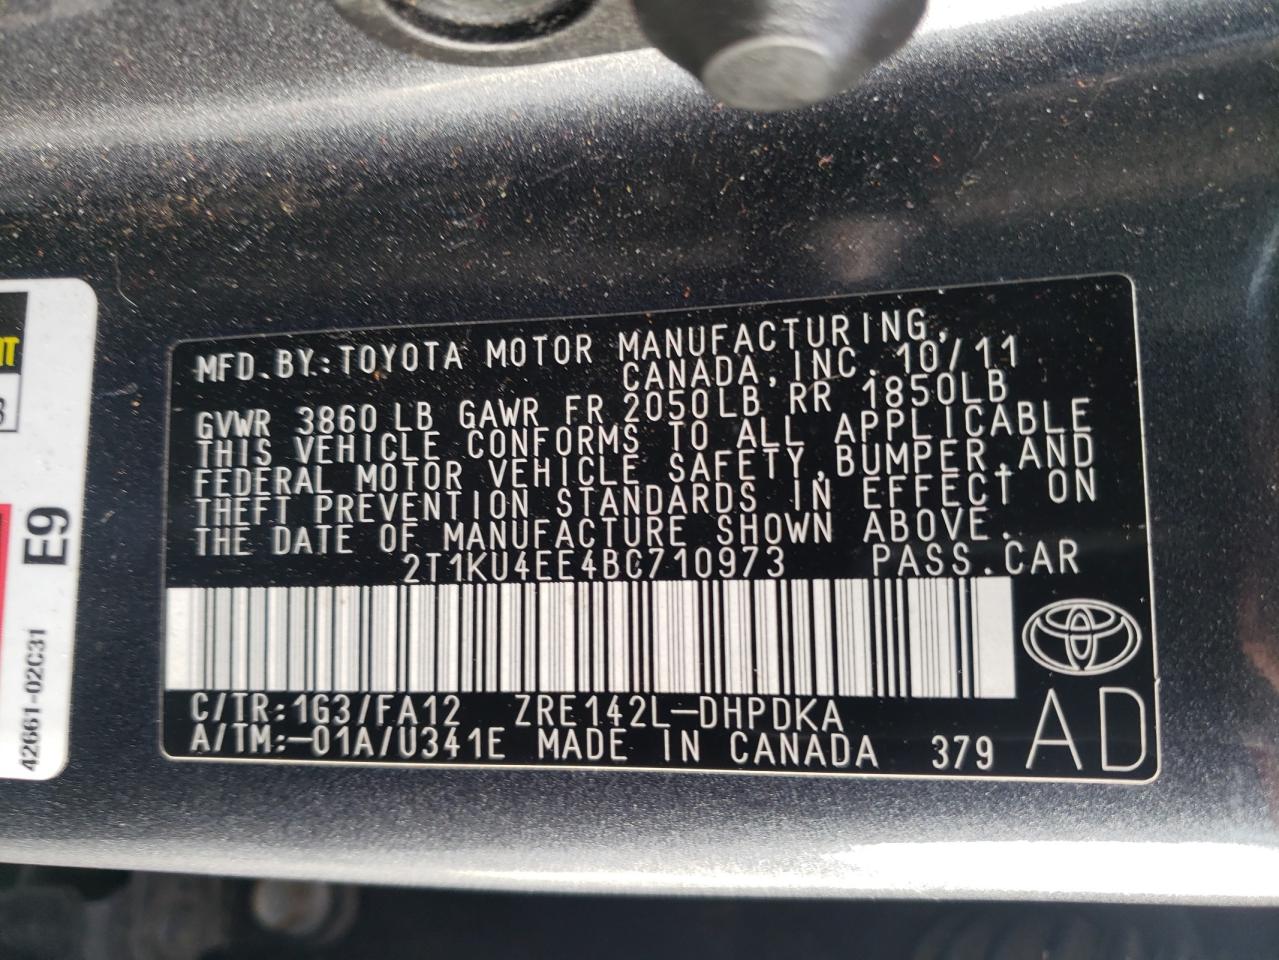 MFD.BY.:TOYOTA MOTOR MANUFACTURING,
CANADA,INC. 10/11
GVWR 3860 LB GAWR FR 2050LB RR 1850LB
THIS VEHICLE CONFORMS TO ALL APPLICABLE
FEDERAL MOTOR VEHICLE SAFETY,BUMPER,AND
THEFT PREVENTION STANDARDS IN EFFECT ON
THE DATE OF MANUFACTURE SHOWN ABOVE.
2T1KU4EE4BC710973 PASS.CAR
C/TR:1G3/FA12 ZRE142L-DHPDKA
A/TM:-01A/U341E MADE IN CANADA 379
AD
E9
42661-02C31